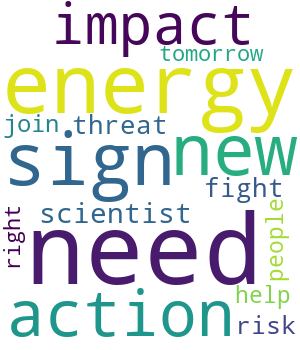 impact
tomorrow
energy
join threat
sign new
fight
scientist
right
need
people
action help
risk